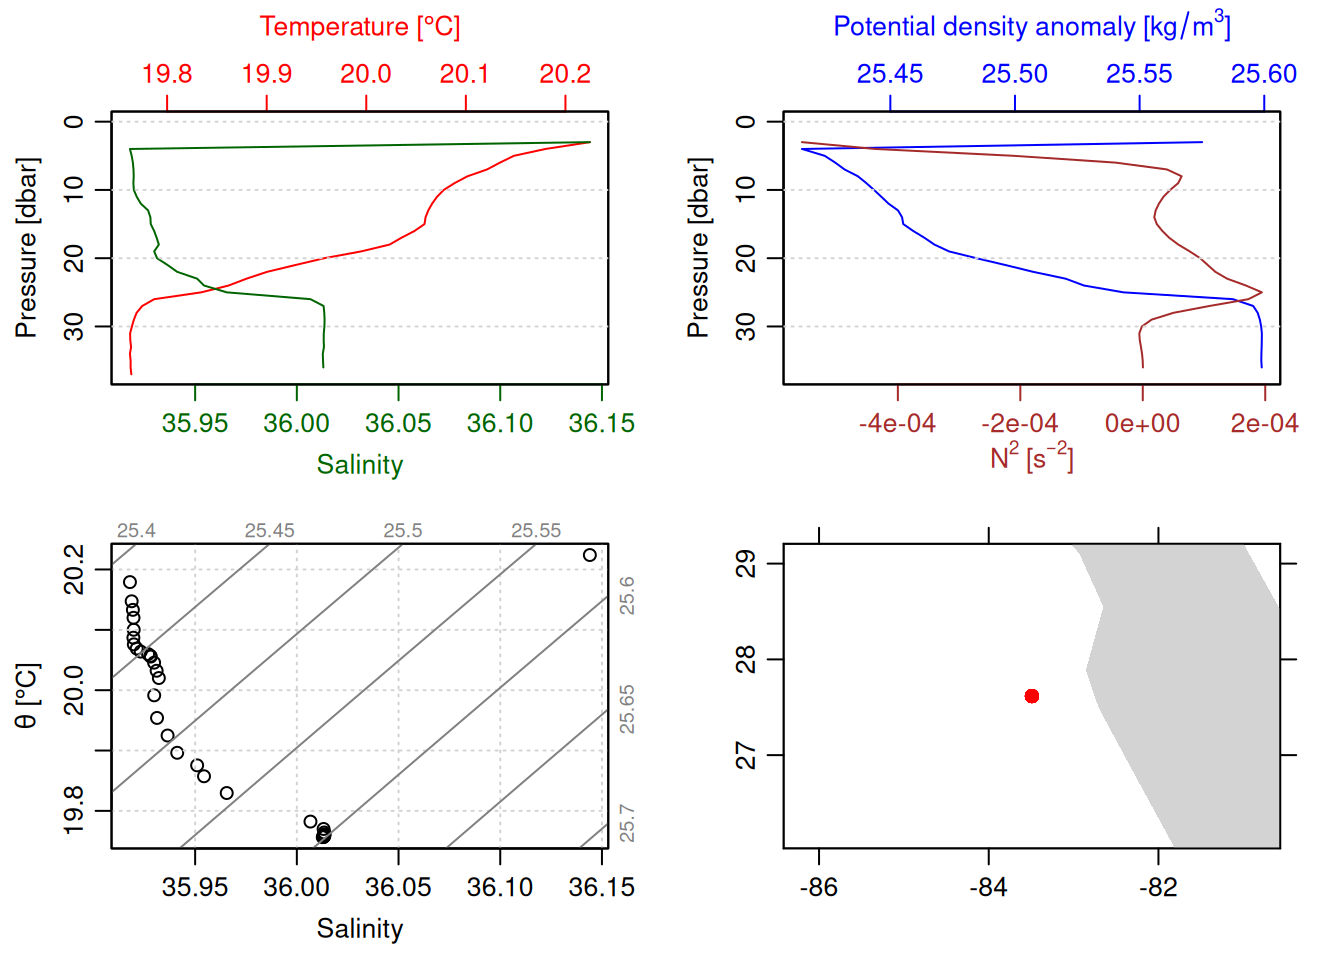 Temperature [°C]
19.8 19.9 20.0 20.1 20.2
Pressure [dbar]
0
10
20
30
35.95 36.00 36.05 36.10 36.15
Salinity
Potential density anomaly [kg/m³]
25.45 25.50 25.55 25.60
Pressure [dbar]
0
10
20
30
-4e-04 -2e-04 0e+00 2e-04
N² [s⁻²]
25.4 25.45 25.5 25.55
25.6
25.65
25.7
θ [°C]
20.2
20.0
19.8
35.95 36.00 36.05 36.10 36.15
Salinity
29
28
27
-86 -84 -82